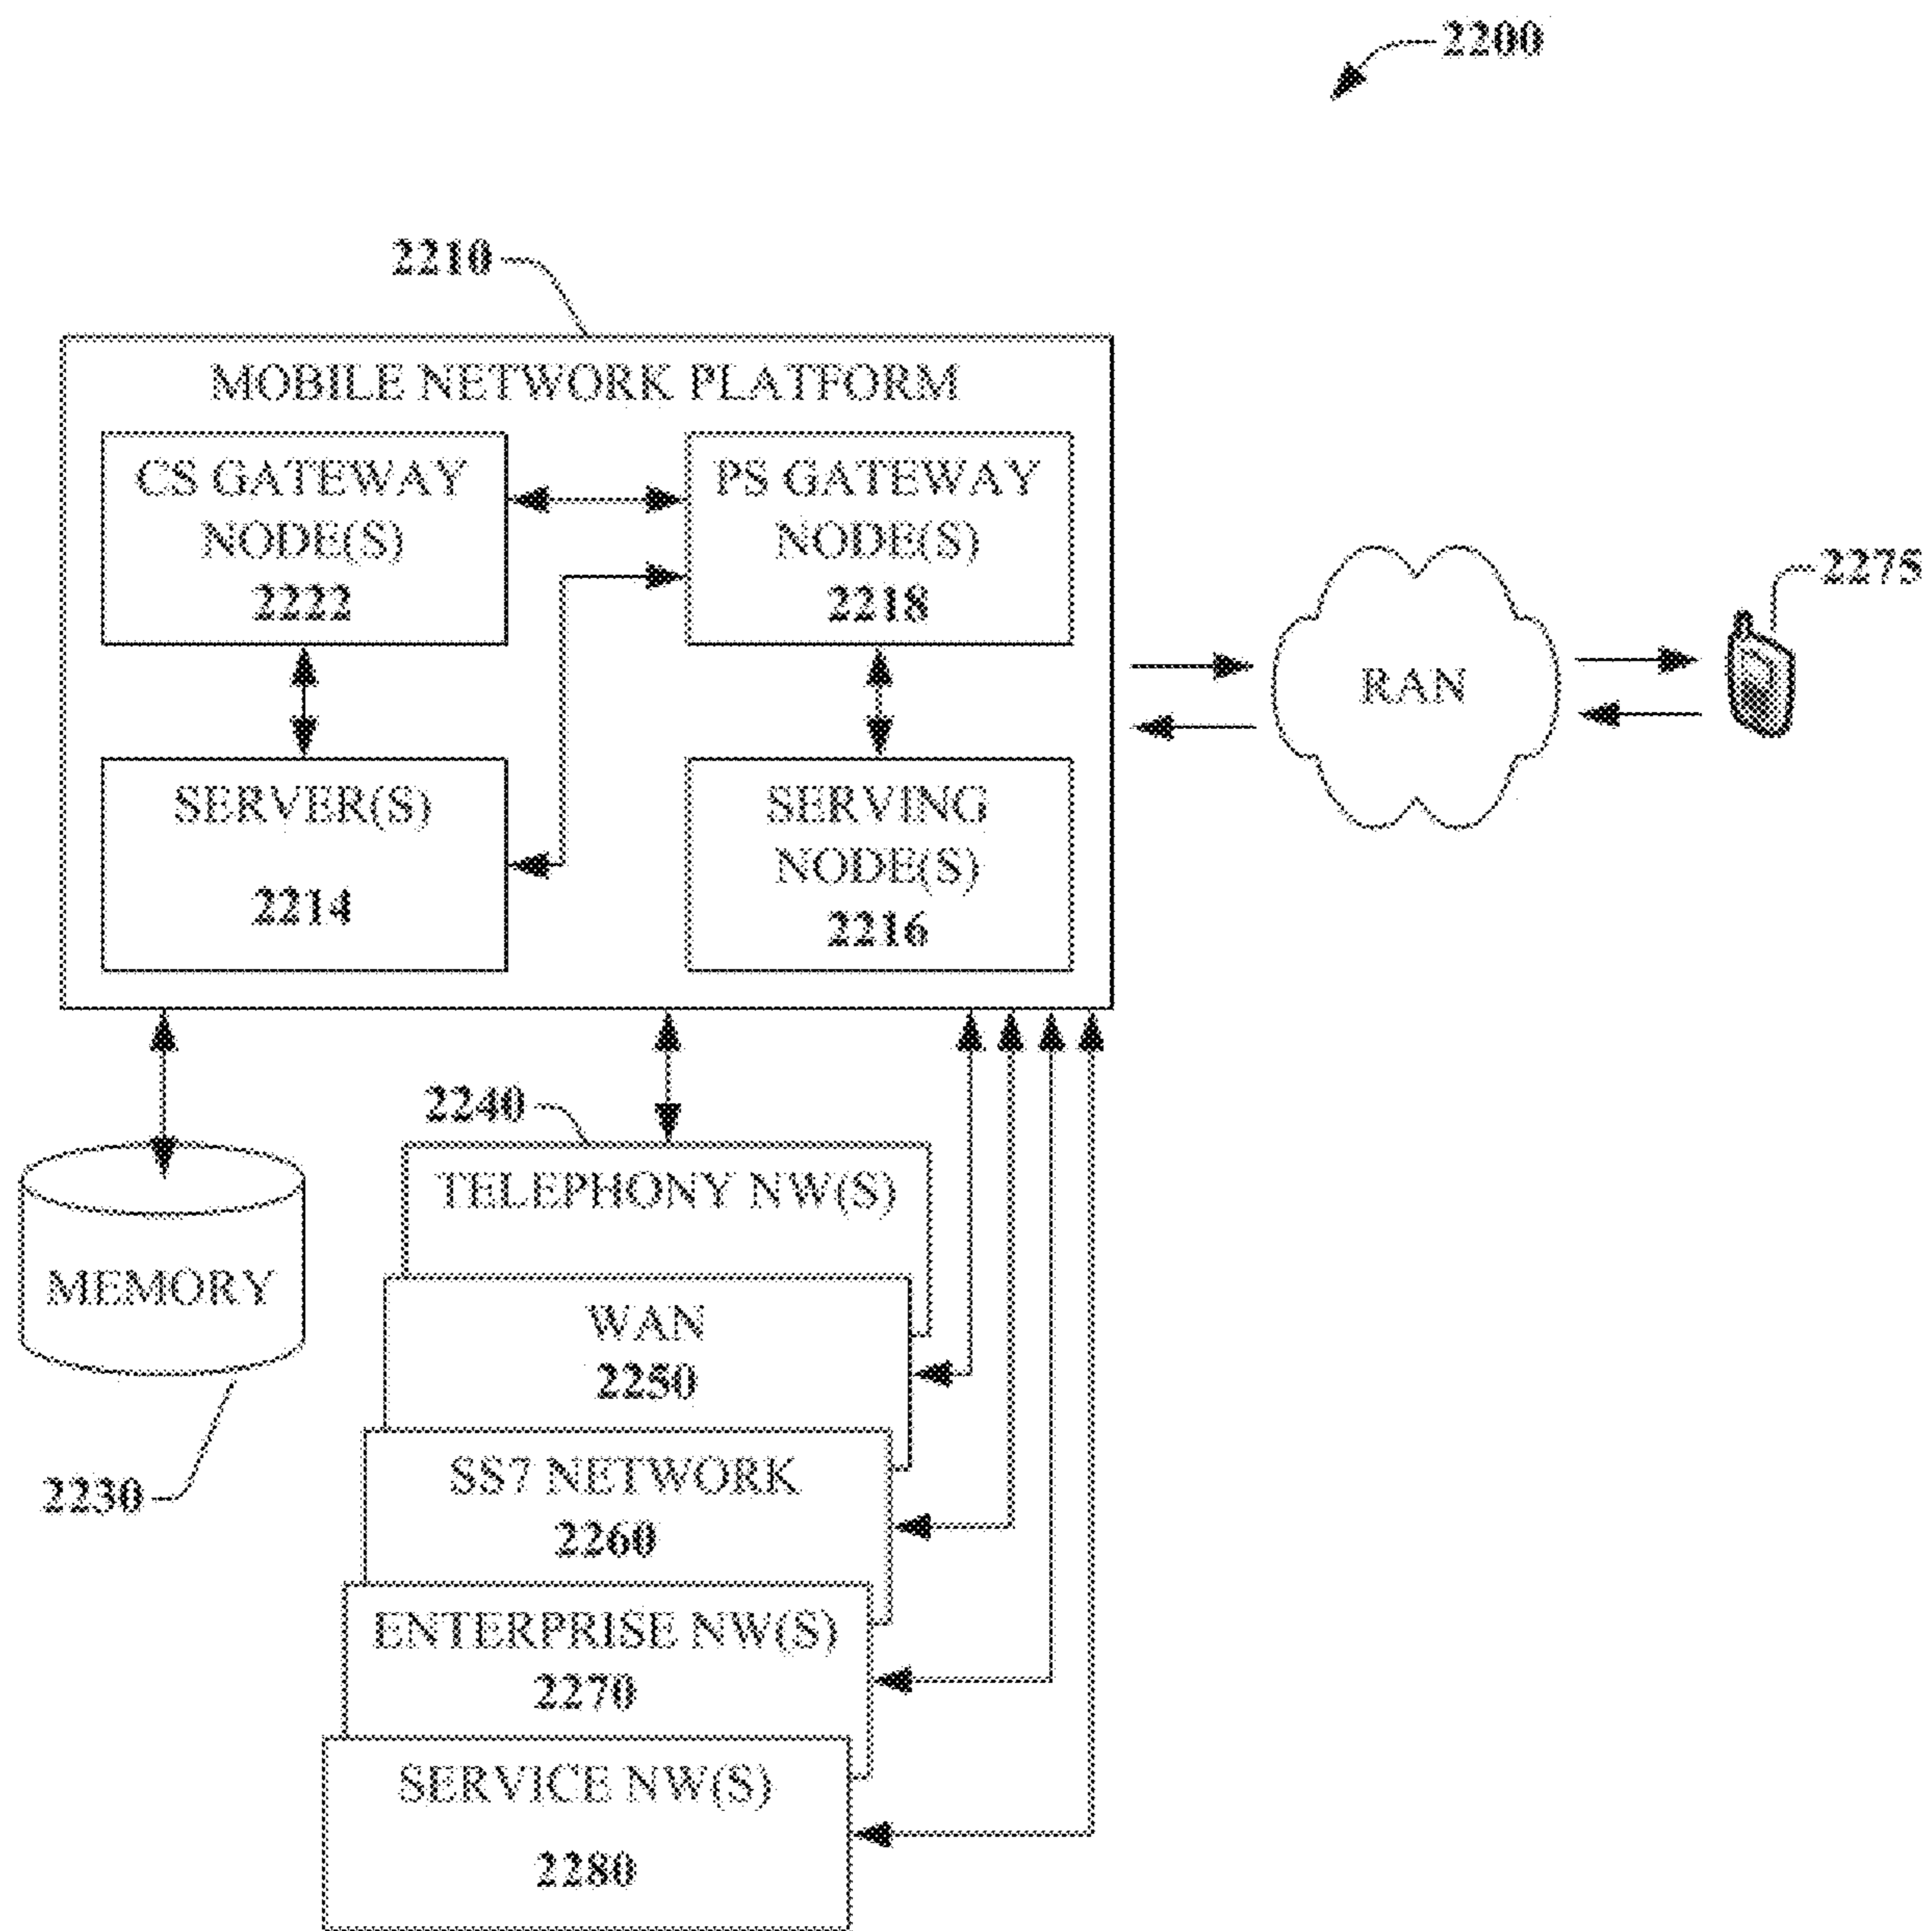 2200
2210
MOBILE NETWORK PLATFORM
CS GATEWAY
NODE(S)
2222
PS GATEWAY
NODE(S)
2218
SERVER(S)
2214
SERVING
NODE(S)
2216
RAN
2275
2240
TELEPHONY NW(S)
MEMORY
2230
WAN
2250
SS7 NETWORK
2260
ENTERPRISE NW(S)
2270
SERVICE NW(S)
2280